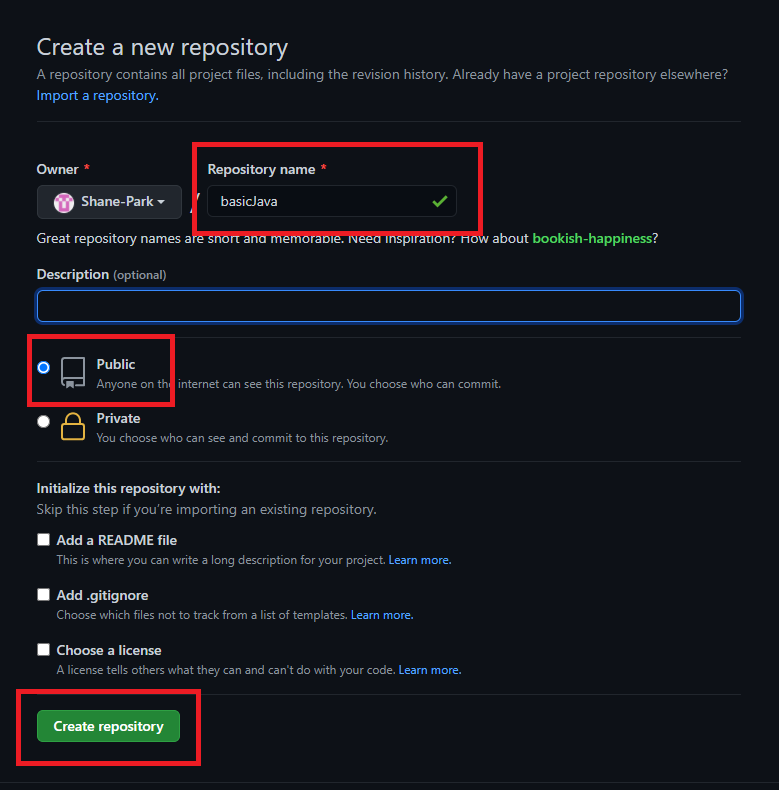 Create a new repository
A repository contains all project files, including the revision history. Already have a project repository elsewhere?
Import a repository.
Owner *
Repository name *
Shane-Park
/
basicJava
Great repository names are short and memorable. Need inspiration? How about bookish-happiness?
Description (optional)
Public
Anyone on the internet can see this repository. You choose who can commit.
Private
You choose who can see and commit to this repository.
Initialize this repository with:
Skip this step if you're importing an existing repository.
Add a README file
This is where you can write a long description for your project. Learn more.
Add .gitignore
Choose which files not to track from a list of templates. Learn more.
Choose a license
A license tells others what they can and can't do with your code. Learn more.
Create repository